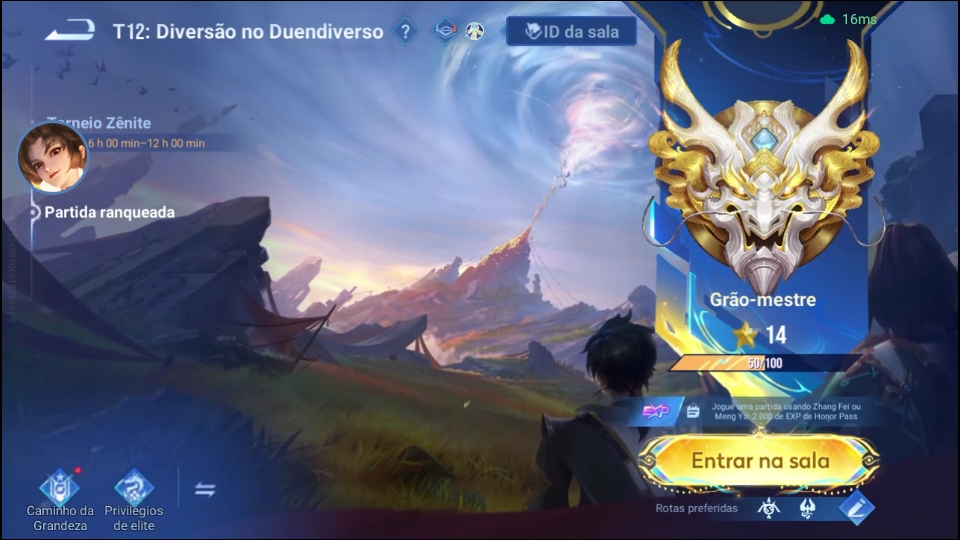 16ms
T12: Diversão no Duendiverso
?
ID da sala
Torneio Zênite
6 h 00 min–12 h 00 min
Partida ranqueada
Grão-mestre
14
50/100
EXP
Jogue uma partida usando Zhang Fei ou
Meng Ya: 2.000 de EXP de Honor Pass
Entrar na sala
Caminho da
Grandeza
Privilégios
de elite
Rotas preferidas